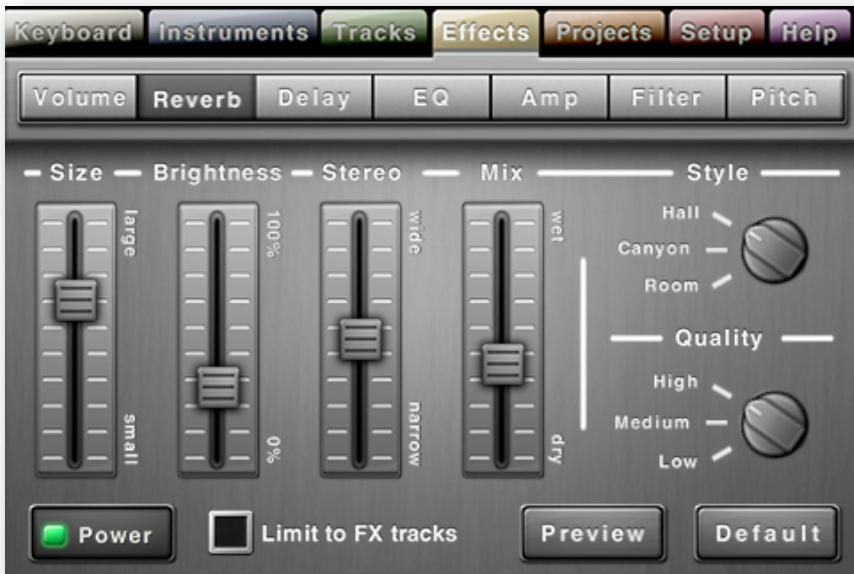 Keyboard Instruments Tracks Effects Projects Setup Help
Volume Reverb Delay EQ Amp Filter Pitch
Size Brightness Stereo Mix Style
large 100% wide wet
Hall
Canyon
Room
Quality
High
Medium
Low
small 0% narrow dry
Power Limit to FX tracks Preview Default